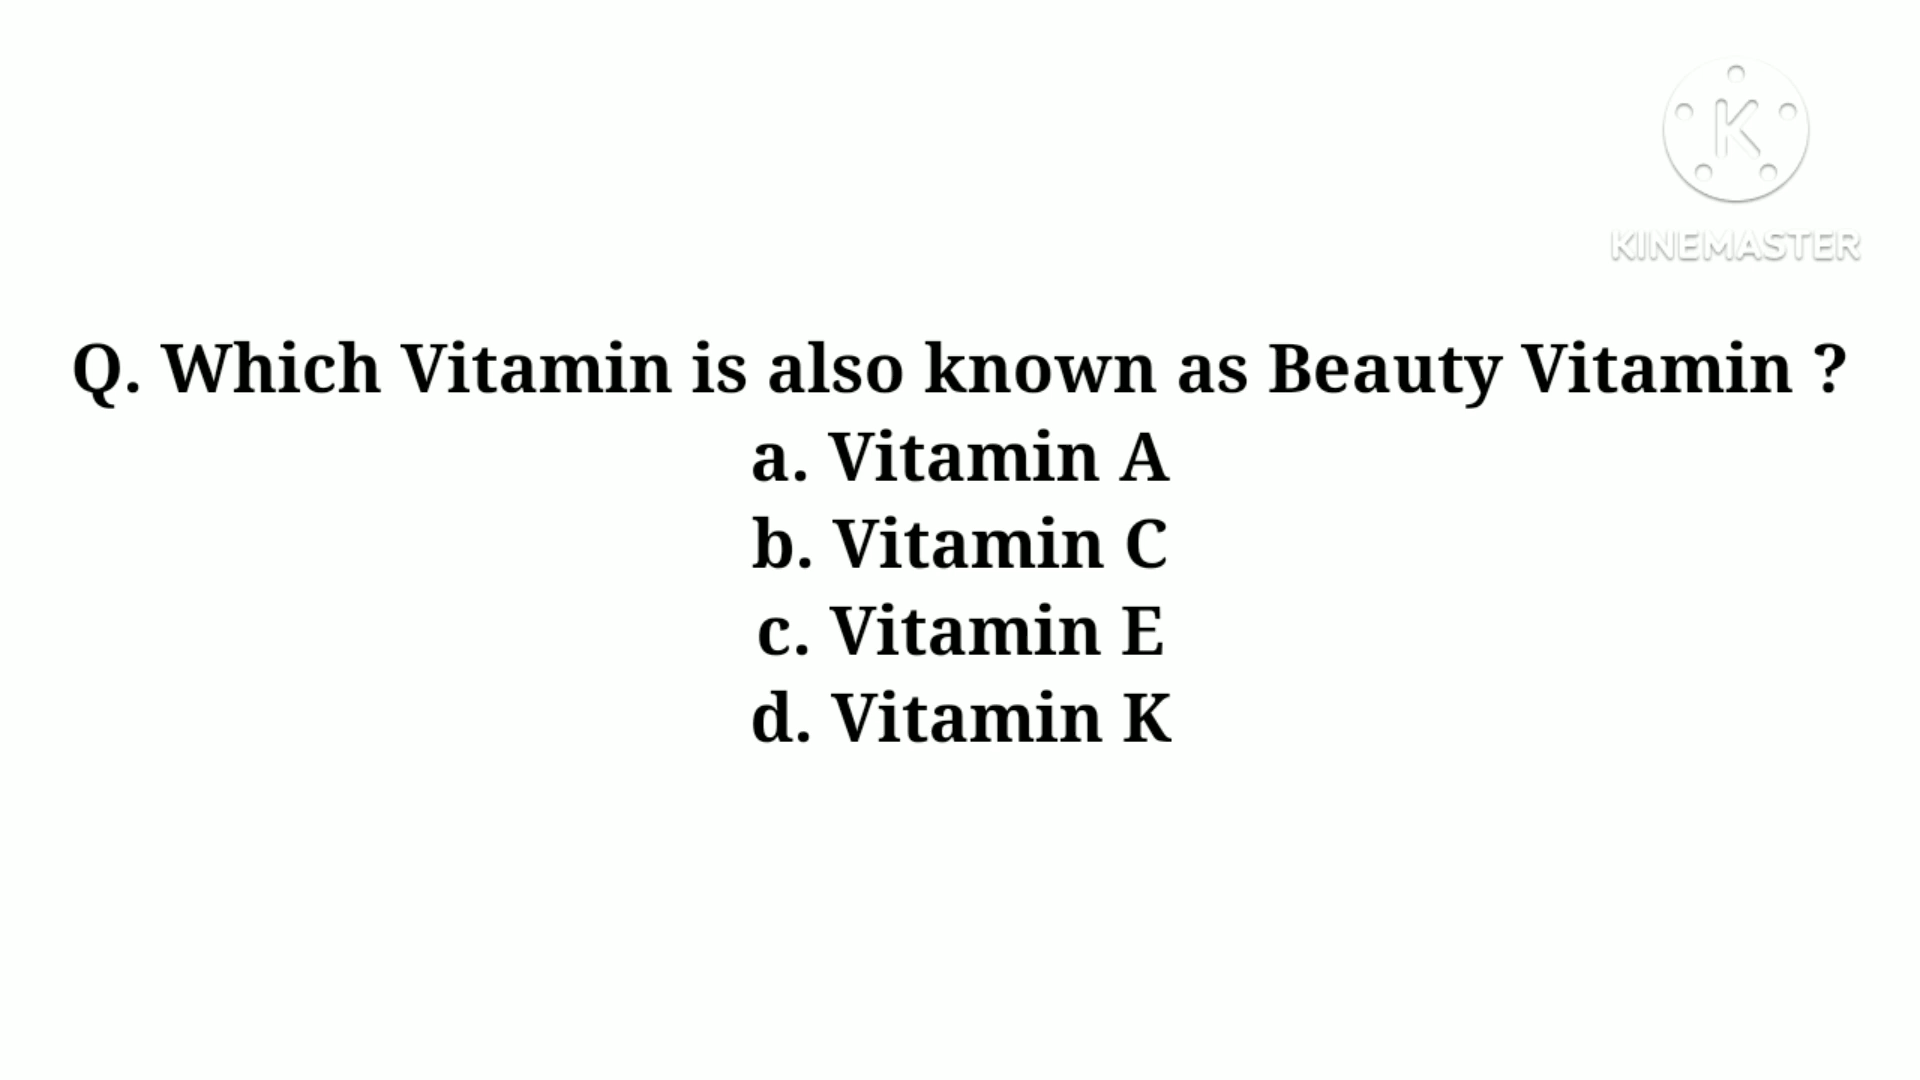 K
KINEMASTER
Q. Which Vitamin is also known as Beauty Vitamin ?
a. Vitamin A
b. Vitamin C
c. Vitamin E
d. Vitamin K